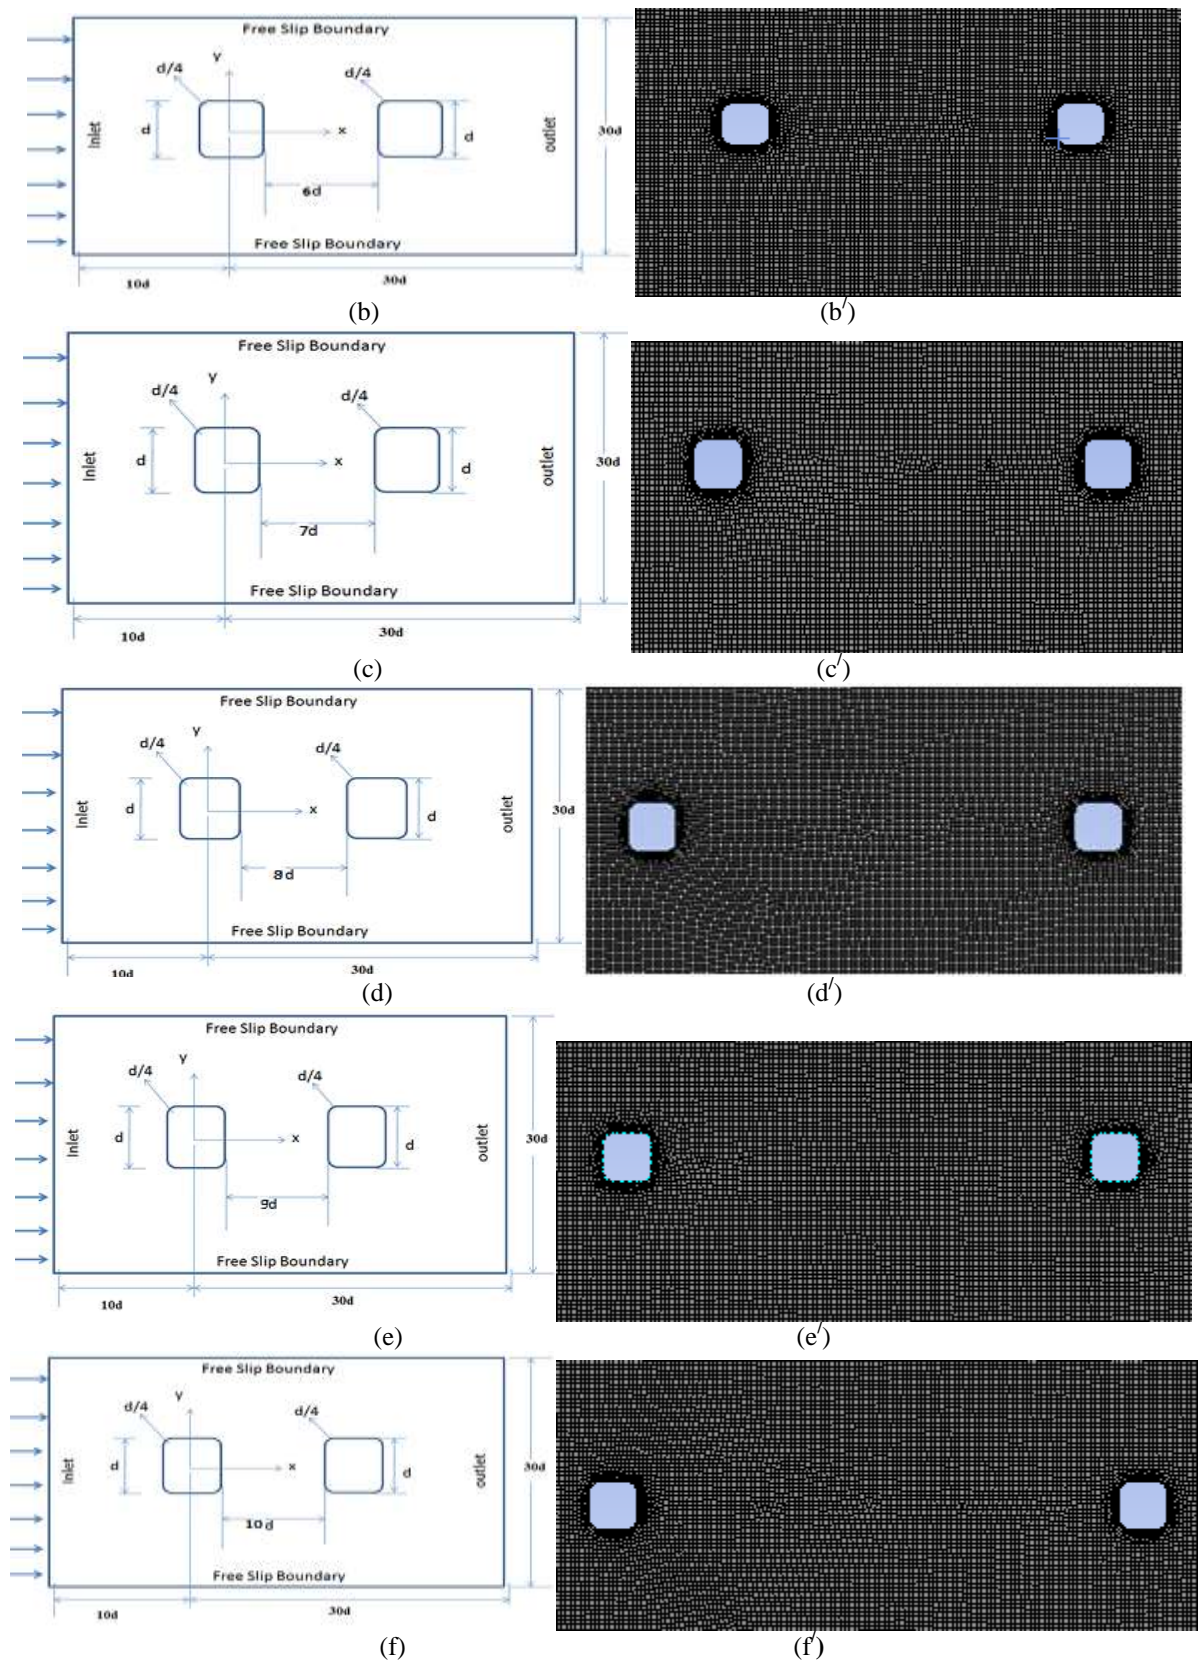 Free Slip Boundary
y
d/4
d/4
Inlet
d
x
d
outlet
30d
6d
Free Slip Boundary
10d
30d
(b)
(b/)
Free Slip Boundary
y
d/4
d/4
Inlet
d
x
d
outlet
30d
7d
Free Slip Boundary
10d
30d
(c)
(c/)
Free Slip Boundary
y
d/4
d/4
Inlet
d
x
d
outlet
30d
8d
Free Slip Boundary
10d
30d
(d)
(d/)
Free Slip Boundary
y
d/4
d/4
Inlet
d
x
d
outlet
30d
9d
Free Slip Boundary
10d
30d
(e)
(e/)
Free Slip Boundary
y
d/4
d/4
Inlet
d
x
d
outlet
30d
10d
Free Slip Boundary
10d
30d
(f)
(f/)